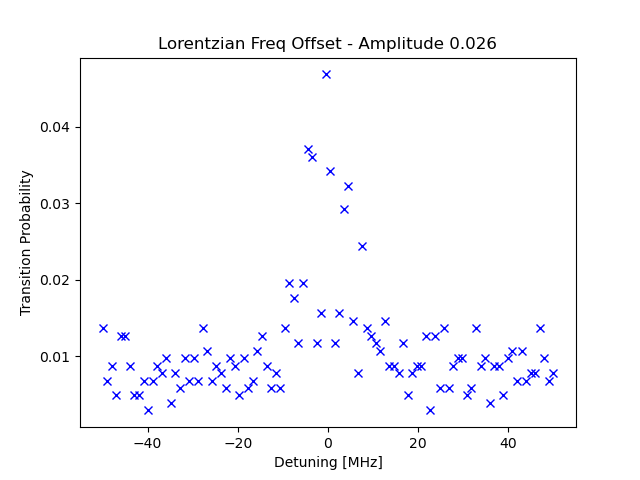 Lorentzian Freq Offset - Amplitude 0.026
Transition Probability
0.04
0.03
0.02
0.01
−40 −20 0 20 40
Detuning [MHz]